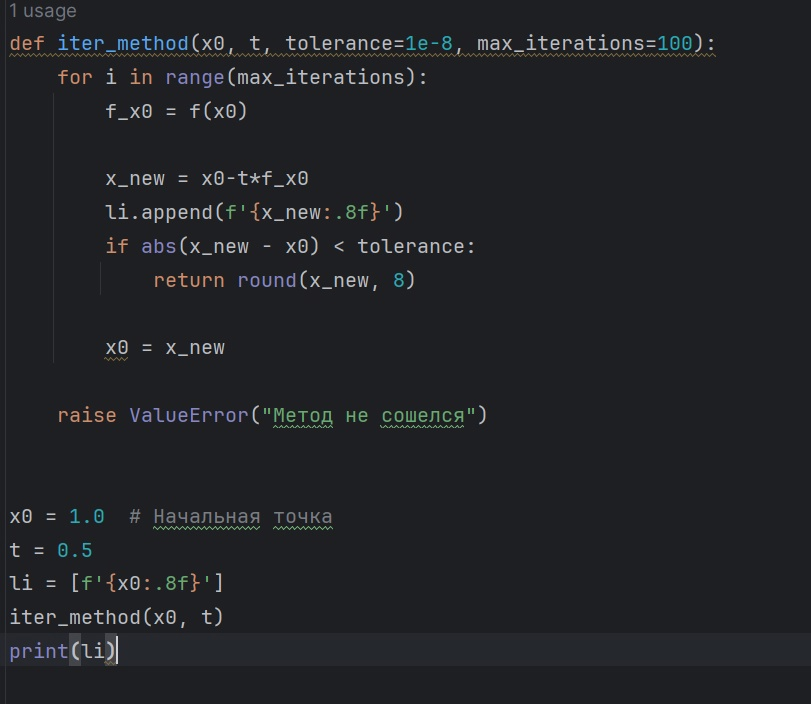 1 usage
def iter_method(x0, t, tolerance=1e-8, max_iterations=100):
    for i in range(max_iterations):
        f_x0 = f(x0)
        x_new = x0-t*f_x0
        li.append(f'{x_new:.8f}')
        if abs(x_new - x0) < tolerance:
            return round(x_new, 8)
        x0 = x_new
    raise ValueError("Метод не сошелся")
x0 = 1.0  # Начальная точка
t = 0.5
li = [f'{x0:.8f}']
iter_method(x0, t)
print(li)